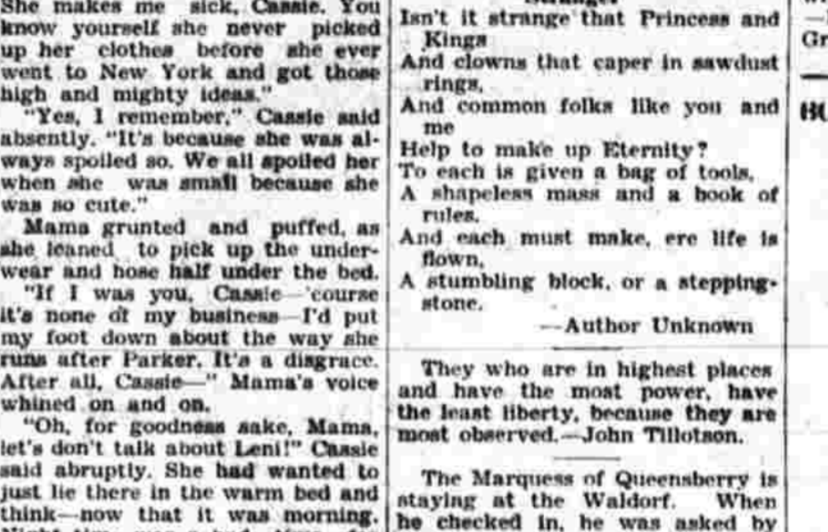 She makes me sick, Cassie. You
know yourself she never picked
up her clothes before she ever
went to New York and got those
high and mighty ideas."
"Yes, I remember," Cassie said
absently. "It's because she was al-
ways spoiled so. We all spoiled her
when she was small because she
was so cute."
Mama grunted and puffed, as
she leaned to pick up the under-
wear and hose half under the bed.
"If I was you, Cassie—'course
it's none of my business—I'd put
my foot down about the way she
runs after Parker. It's a disgrace.
After all, Cassie—" Mama's voice
whined on and on.
"Oh, for goodness sake, Mama,
let's don't talk about Leni!" Cassie
said abruptly. She had wanted to
just lie there in the warm bed and
think—now that it was morning.
Isn't it strange that Princess and
Kings
And clowns that caper in sawdust
rings,
And common folks like you and
me
Help to make up Eternity?
To each is given a bag of tools,
A shapeless mass and a book of
rules.
And each must make, ere life is
flown,
A stumbling block, or a stepping-
stone.
—Author Unknown
They who are in highest places
and have the most power, have
the least liberty, because they are
most observed.—John Tillotson.
The Marquess of Queensberry is
staying at the Waldorf. When
he checked in, he was asked by
Gr